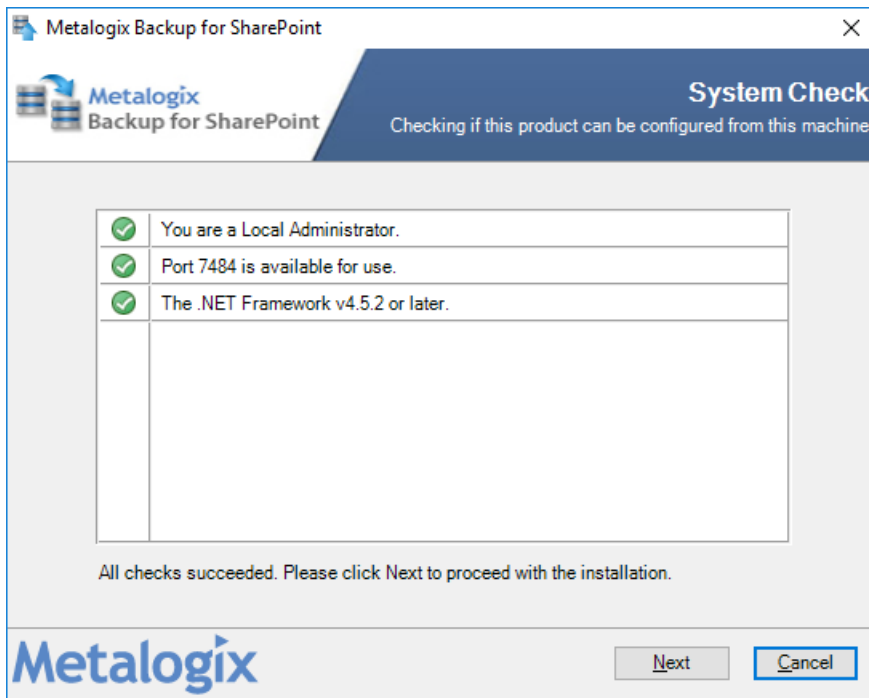 Metalogix Backup for SharePoint
Metalogix
Backup for SharePoint
System Check
Checking if this product can be configured from this machine
You are a Local Administrator.
Port 7484 is available for use.
The .NET Framework v4.5.2 or later.
All checks succeeded. Please click Next to proceed with the installation.
Metalogix
Next
Cancel